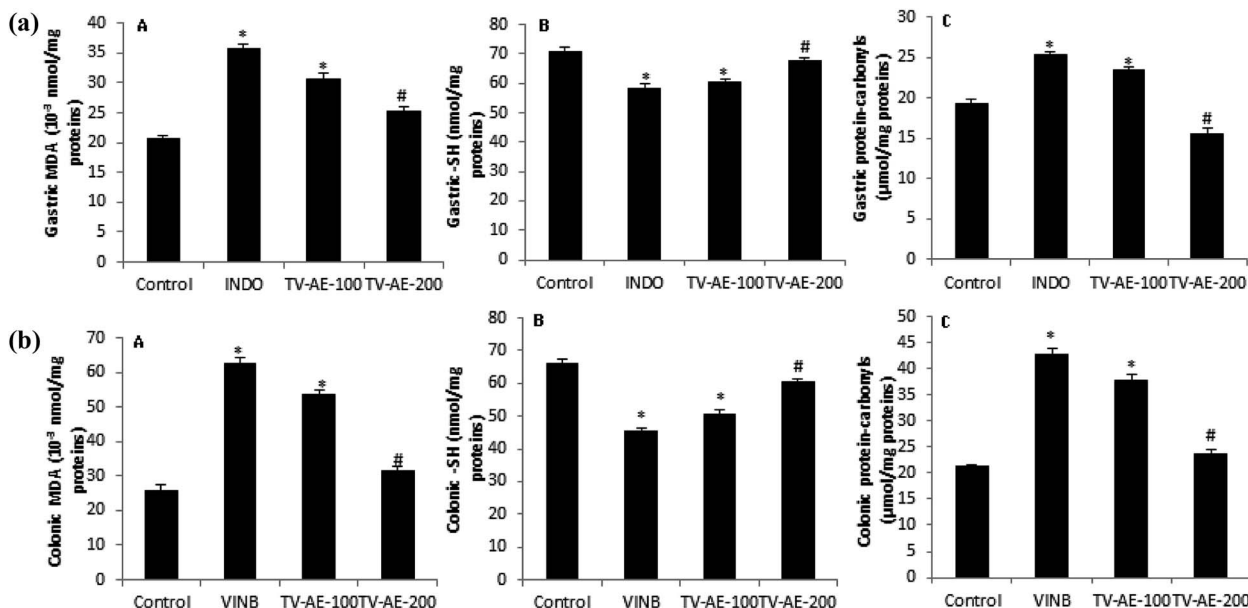 (a)
A
Gastric MDA (10⁻³ nmol/mg
proteins)
40
35
30
25
20
15
10
5
0
*
*
#
Control INDO TV-AE-100 TV-AE-200
B
Gastric -SH (nmol/mg
proteins)
80
70
60
50
40
30
20
10
0
*
*
#
Control INDO TV-AE-100 TV-AE-200
C
Gastric protein-carbonyls
(µmol/mg proteins)
30
25
20
15
10
5
0
*
*
#
Control INDO TV-AE-100 TV-AE-200
(b)
A
Colonic MDA (10⁻³ nmol/mg
proteins)
70
60
50
40
30
20
10
0
*
*
#
Control VINB TV-AE-100 TV-AE-200
B
Colonic -SH (nmol/mg
proteins)
80
70
60
50
40
30
20
10
0
*
*
#
Control VINB TV-AE-100 TV-AE-200
C
Colonic protein-carbonyls
(µmol/mg proteins)
50
45
40
35
30
25
20
15
10
5
0
*
*
#
Control VINB TV-AE-100 TV-AE-200